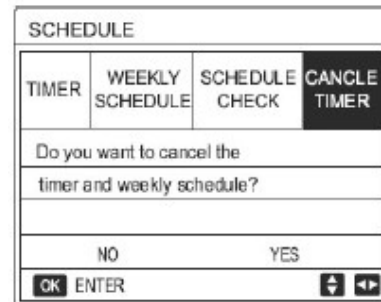 SCHEDULE
TIMER WEEKLY SCHEDULE SCHEDULE CHECK CANCLE TIMER
Do you want to cancel the
timer and weekly schedule?
NO YES
OK ENTER